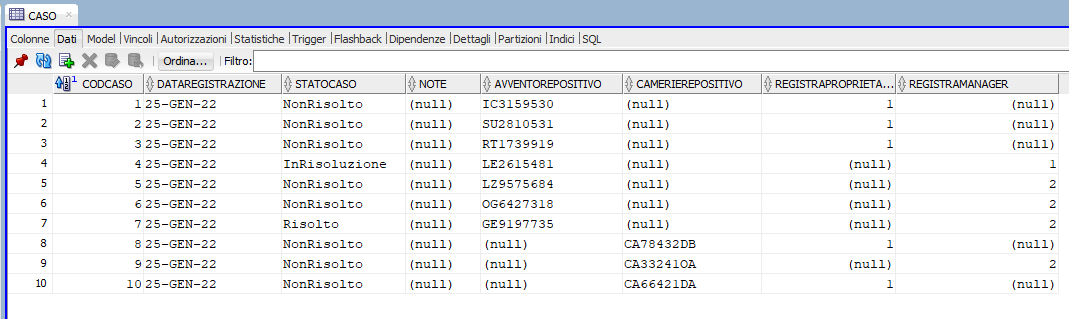 CASO
Colonne Dati Model Vincoli Autorizzazioni Statistiche Trigger Flashback Dipendenze Dettagli Partizioni Indici SQL
Ordina... Filtro:
CODCASO DATAREGISTRAZIONE STATOCASO NOTE AVVENTOREPOSITIVO CAMERIEREPOSITIVO REGISTRAPROPRIETA... REGISTRAMANAGER
1 1 25-GEN-22 NonRisolto (null) IC3159530 (null) 1 (null)
2 2 25-GEN-22 NonRisolto (null) SU2810531 (null) 1 (null)
3 3 25-GEN-22 NonRisolto (null) RT1739919 (null) 1 (null)
4 4 25-GEN-22 InRisoluzione (null) LE2615481 (null) (null) 1
5 5 25-GEN-22 NonRisolto (null) LZ9575684 (null) (null) 2
6 6 25-GEN-22 NonRisolto (null) OG6427318 (null) (null) 2
7 7 25-GEN-22 Risolto (null) GE9197735 (null) (null) 2
8 8 25-GEN-22 NonRisolto (null) (null) CA78432DB 1 (null)
9 9 25-GEN-22 NonRisolto (null) (null) CA33241OA (null) 2
10 10 25-GEN-22 NonRisolto (null) (null) CA66421DA 1 (null)